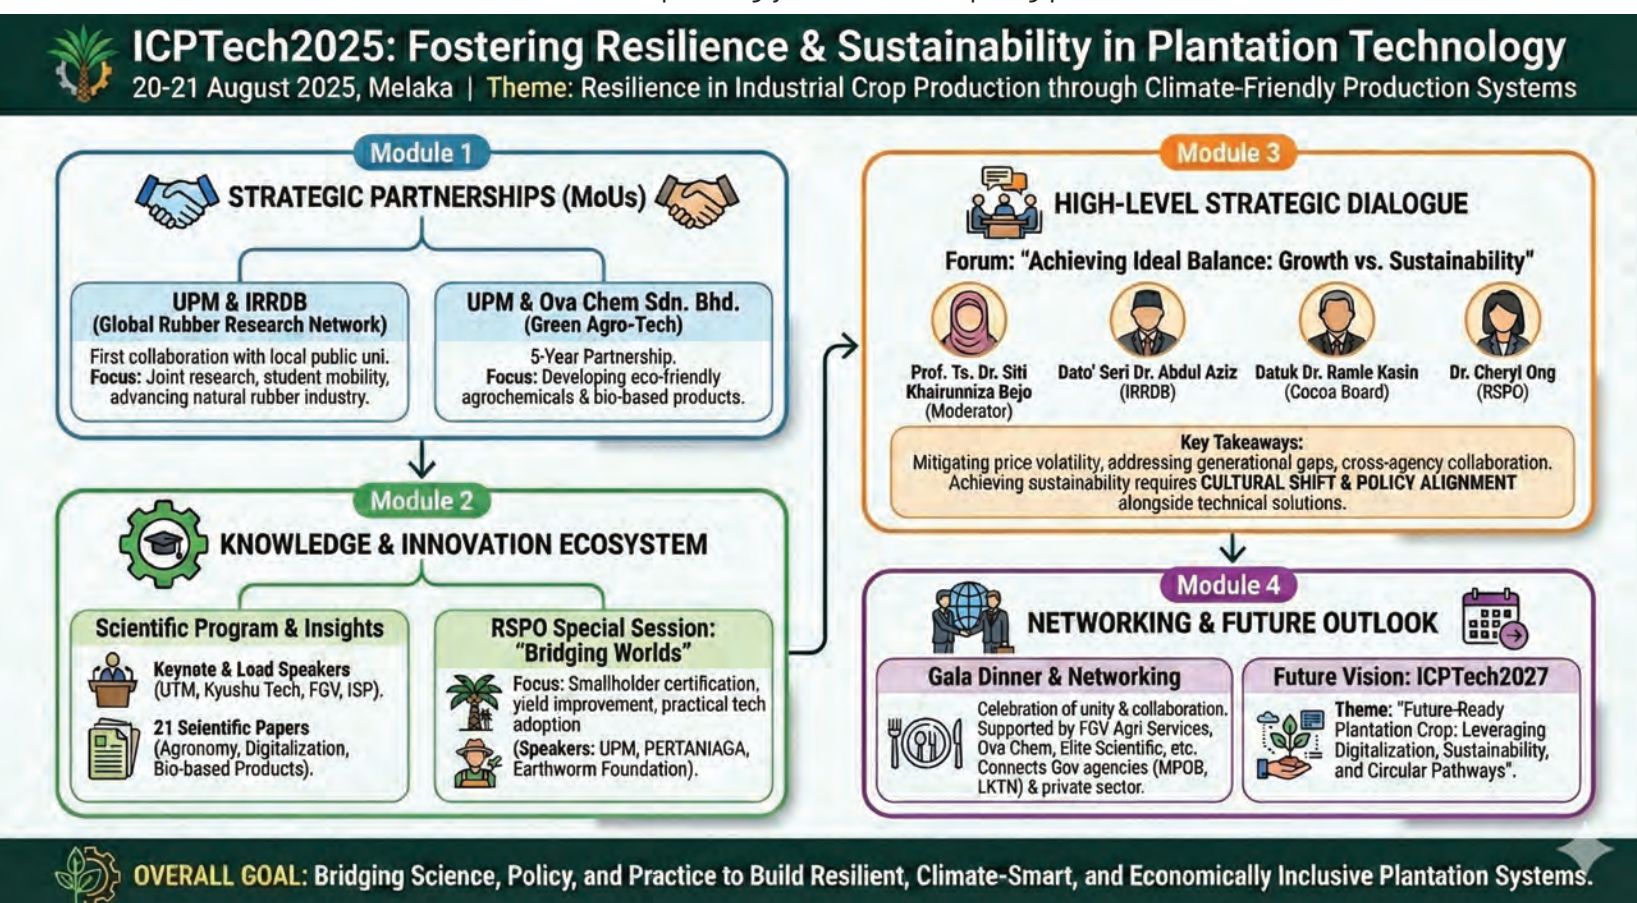 ICPTech2025: Fostering Resilience & Sustainability in Plantation Technology
20-21 August 2025, Melaka | Theme: Resilience in Industrial Crop Production through Climate-Friendly Production Systems
Module 1
STRATEGIC PARTNERSHIPS (MoUs)
UPM & IRRDB
(Global Rubber Research Network)
First collaboration with local public uni.
Focus: Joint research, student mobility,
advancing natural rubber industry.
UPM & Ova Chem Sdn. Bhd.
(Green Agro-Tech)
5-Year Partnership.
Focus: Developing eco-friendly
agrochemicals & bio-based products.
Module 2
KNOWLEDGE & INNOVATION ECOSYSTEM
Scientific Program & Insights
Keynote & Load Speakers
(UTM, Kyushu Tech, FGV, ISP).
21 Seientific Papers
(Agronomy, Digitalization,
Bio-based Products).
RSPO Special Session:
"Bridging Worlds"
Focus: Smallholder certification,
yield improvement, practical tech
adoption
(Speakers: UPM, PERTANIAGA,
Earthworm Foundation).
Module 3
HIGH-LEVEL STRATEGIC DIALOGUE
Forum: "Achieving Ideal Balance: Growth vs. Sustainability"
Prof. Ts. Dr. Siti
Khairunniza Bejo
(Moderator)
Dato' Seri Dr. Abdul Aziz
(IRRDB)
Datuk Dr. Ramle Kasin
(Cocoa Board)
Dr. Cheryl Ong
(RSPO)
Key Takeaways:
Mitigating price volatility, addressing generational gaps, cross-agency collaboration.
Achieving sustainability requires CULTURAL SHIFT & POLICY ALIGNMENT
alongside technical solutions.
Module 4
NETWORKING & FUTURE OUTLOOK
Gala Dinner & Networking
Celebration of unity & collaboration.
Supported by FGV Agri Services,
Ova Chem, Elite Scientific, etc.
Connects Gov agencies (MPOB,
LKTN) & private sector.
Future Vision: ICPTech2027
Theme: "Future-Ready
Plantation Crop: Leveraging
Digitalization, Sustainability,
and Circular Pathways".
OVERALL GOAL: Bridging Science, Policy, and Practice to Build Resilient, Climate-Smart, and Economically Inclusive Plantation Systems.